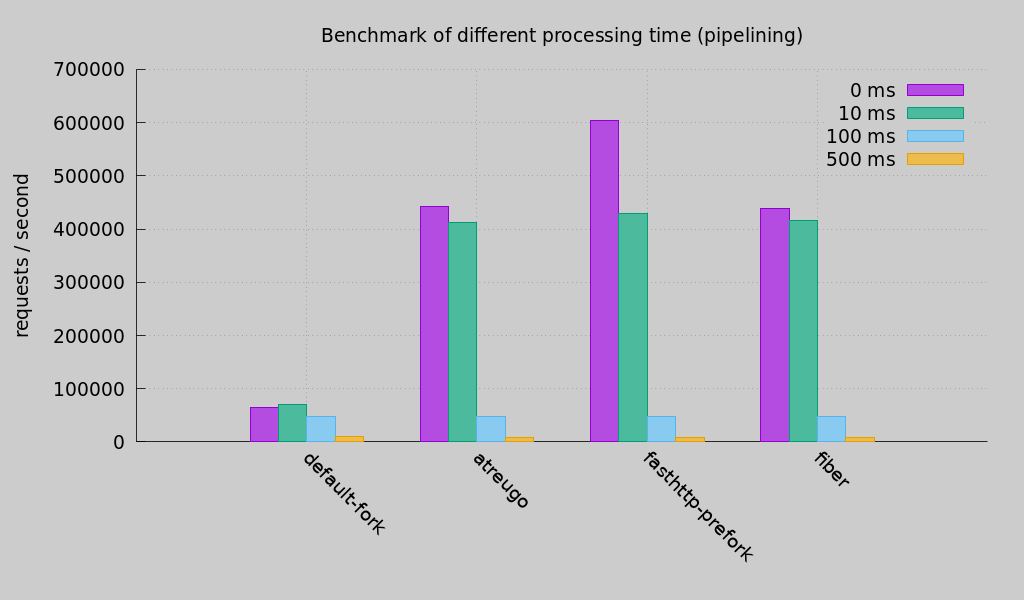 Benchmark of different processing time (pipelining)
700000
600000
500000
400000
300000
200000
100000
0
requests / second
0 ms
10 ms
100 ms
500 ms
default-fork
atreugo
fasthttp-prefork
fiber